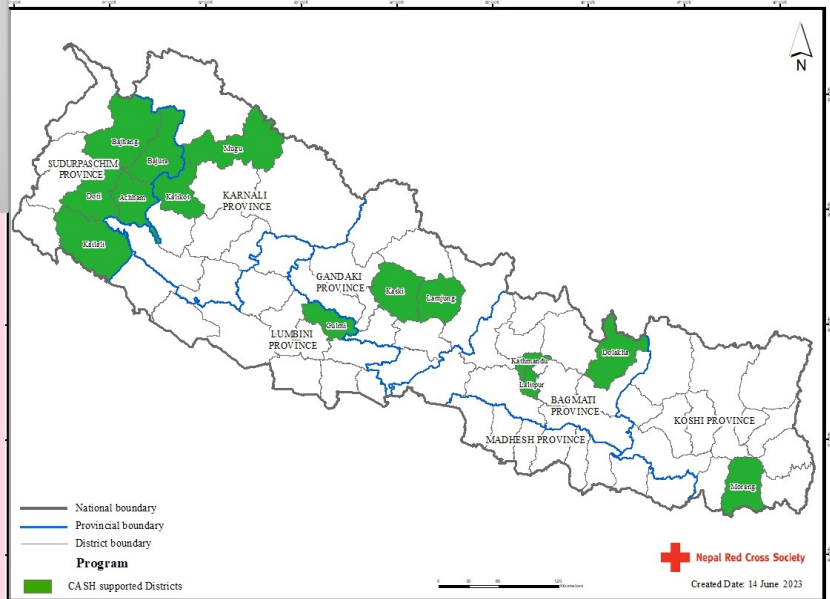 N
Bajhang
Bajura
Mugu
SUDURPASCHIM
PROVINCE
Doti
Achham
Kalikot
KARNALI
PROVINCE
Kailali
GANDAKI
PROVINCE
Kaski
Lamjung
Gulmi
LUMBINI
PROVINCE
Dolakha
Kathmandu
Lalitpur
BAGMATI
PROVINCE
KOSHI PROVINCE
MADHESH PROVINCE
Morang
National boundary
Provincial boundary
District boundary
Program
CASH supported Districts
Nepal Red Cross Society
Created Date: 14 June 2023